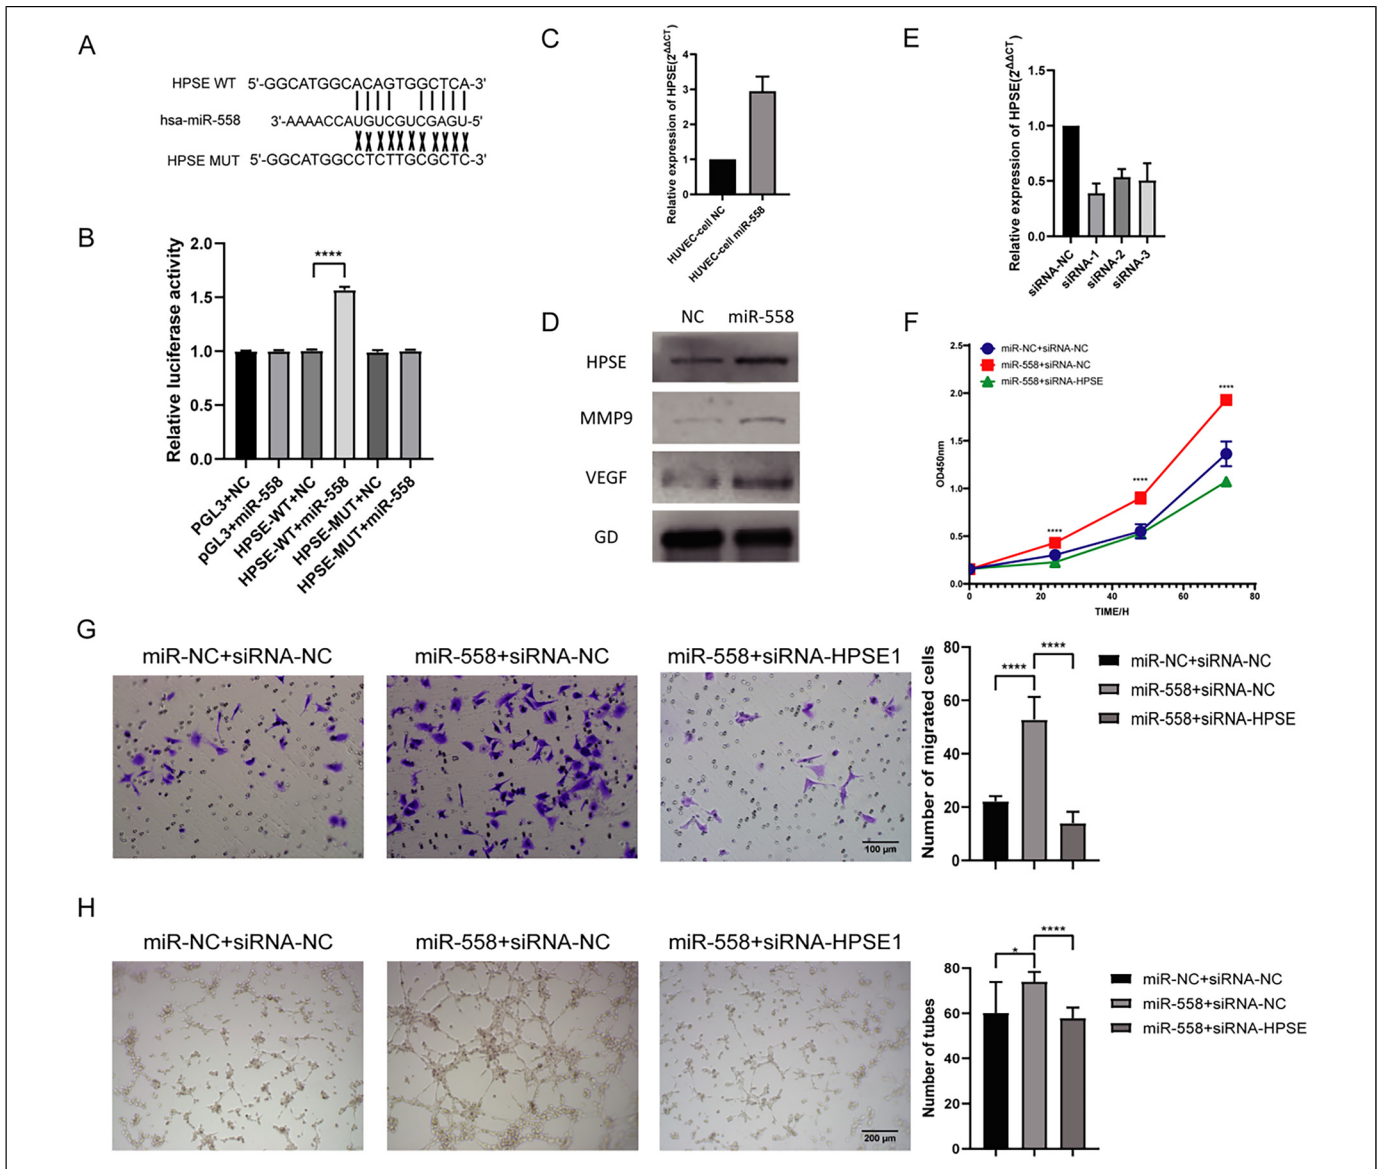 A
HPSE WT 5'-GGCATGGCACAGTGGCTCA-3'
hsa-miR-558 3'-AAAACCAUGUCGUCGAGU-5'
HPSE MUT 5'-GGCATGGCCTCTTGCGCTC-3'
B
Relative luciferase activity
2.0
1.5
1.0
0.5
0.0
****
PGL3+NC
pGL3+miR-558
HPSE-WT+NC
HPSE-WT+miR-558
HPSE-MUT+NC
HPSE-MUT+miR-558
C
Relative expression of HPSE(2^ΔΔCT)
4
3
2
1
0
HUVEC-cell NC
HUVEC-cell miR-558
D
NC miR-558
HPSE
MMP9
VEGF
GD
E
Relative expression of HPSE(2^ΔΔCT)
1.5
1.0
0.5
0.0
siRNA-NC
siRNA-1
siRNA-2
siRNA-3
F
miR-NC+siRNA-NC
miR-558+siRNA-NC
miR-558+siRNA-HPSE
OD450nm
2.5
2.0
1.5
1.0
0.5
0.0
****
****
****
0 20 40 60 80
TIME/H
G
miR-NC+siRNA-NC
miR-558+siRNA-NC
miR-558+siRNA-HPSE1
100 μm
Number of migrated cells
80
60
40
20
0
****
****
miR-NC+siRNA-NC
miR-558+siRNA-NC
miR-558+siRNA-HPSE
H
miR-NC+siRNA-NC
miR-558+siRNA-NC
miR-558+siRNA-HPSE1
200 μm
Number of tubes
80
60
40
20
0
*
****
miR-NC+siRNA-NC
miR-558+siRNA-NC
miR-558+siRNA-HPSE